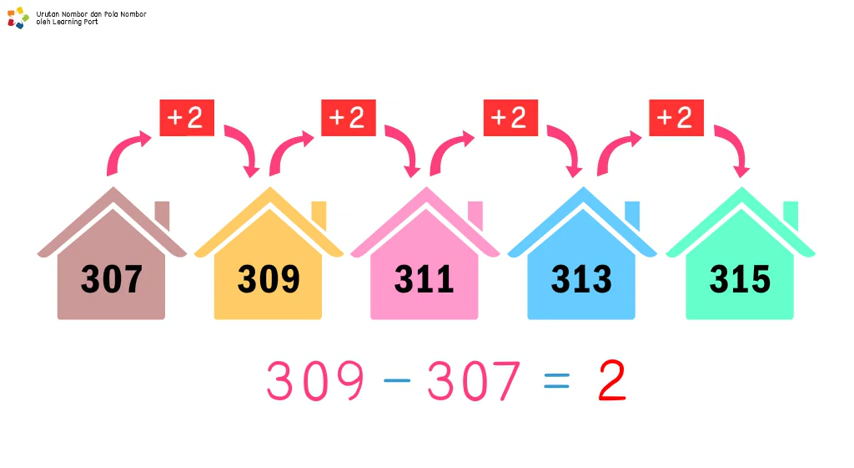 Urutan Nombor dan Pola Nombor
oleh Learning Port
+2 +2 +2 +2
307 309 311 313 315
309 - 307 = 2